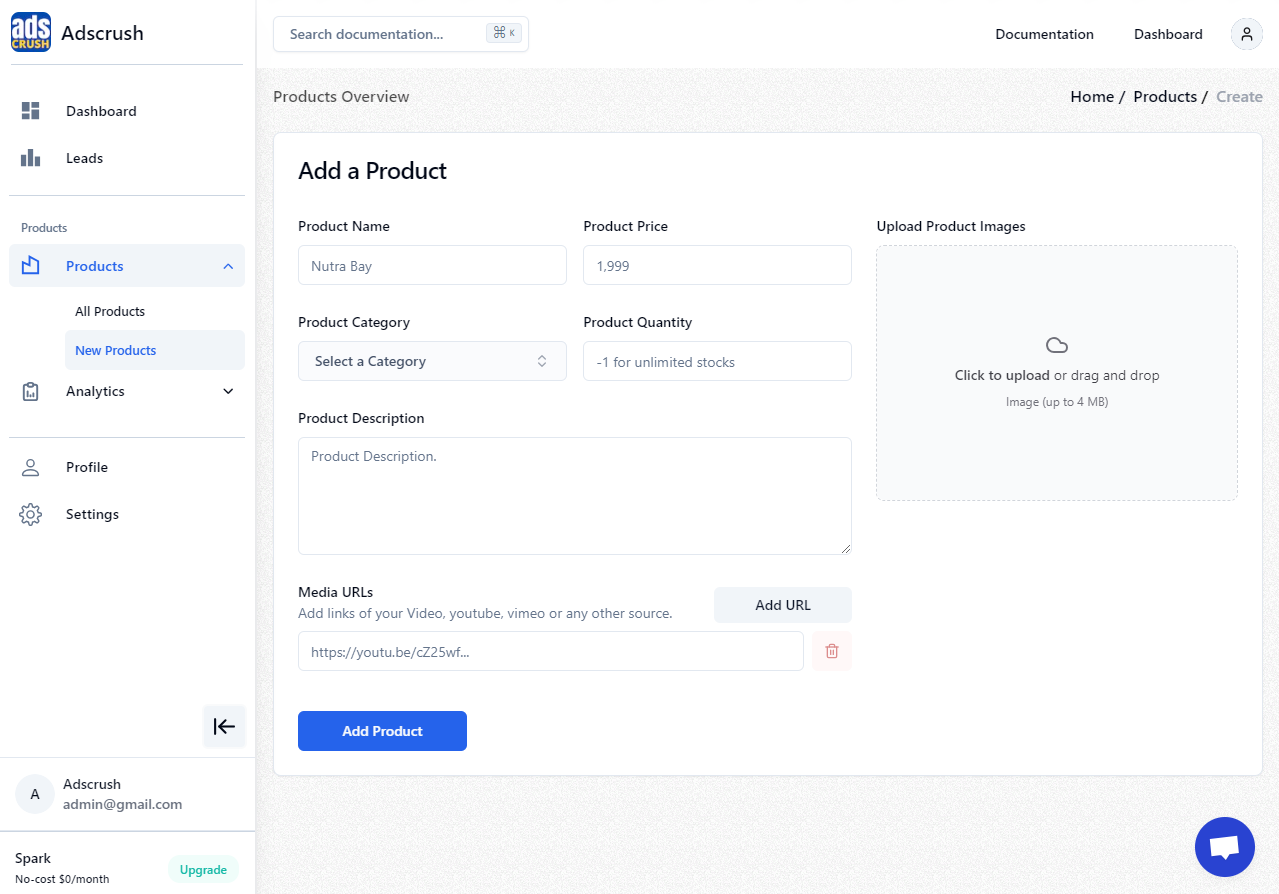 ads
CRUSH
Adscrush
Search documentation...
⌘ K
Documentation
Dashboard
Dashboard
Leads
Products
Products
All Products
New Products
Analytics
Profile
Settings
A
Adscrush
admin@gmail.com
Spark
No-cost $0/month
Upgrade
Products Overview
Home / Products / Create
Add a Product
Product Name
Nutra Bay
Product Price
1,999
Product Category
Select a Category
Product Quantity
-1 for unlimited stocks
Product Description
Product Description.
Media URLs
Add links of your Video, youtube, vimeo or any other source.
Add URL
https://youtu.be/cZ25wf...
Add Product
Upload Product Images
Click to upload or drag and drop
Image (up to 4 MB)